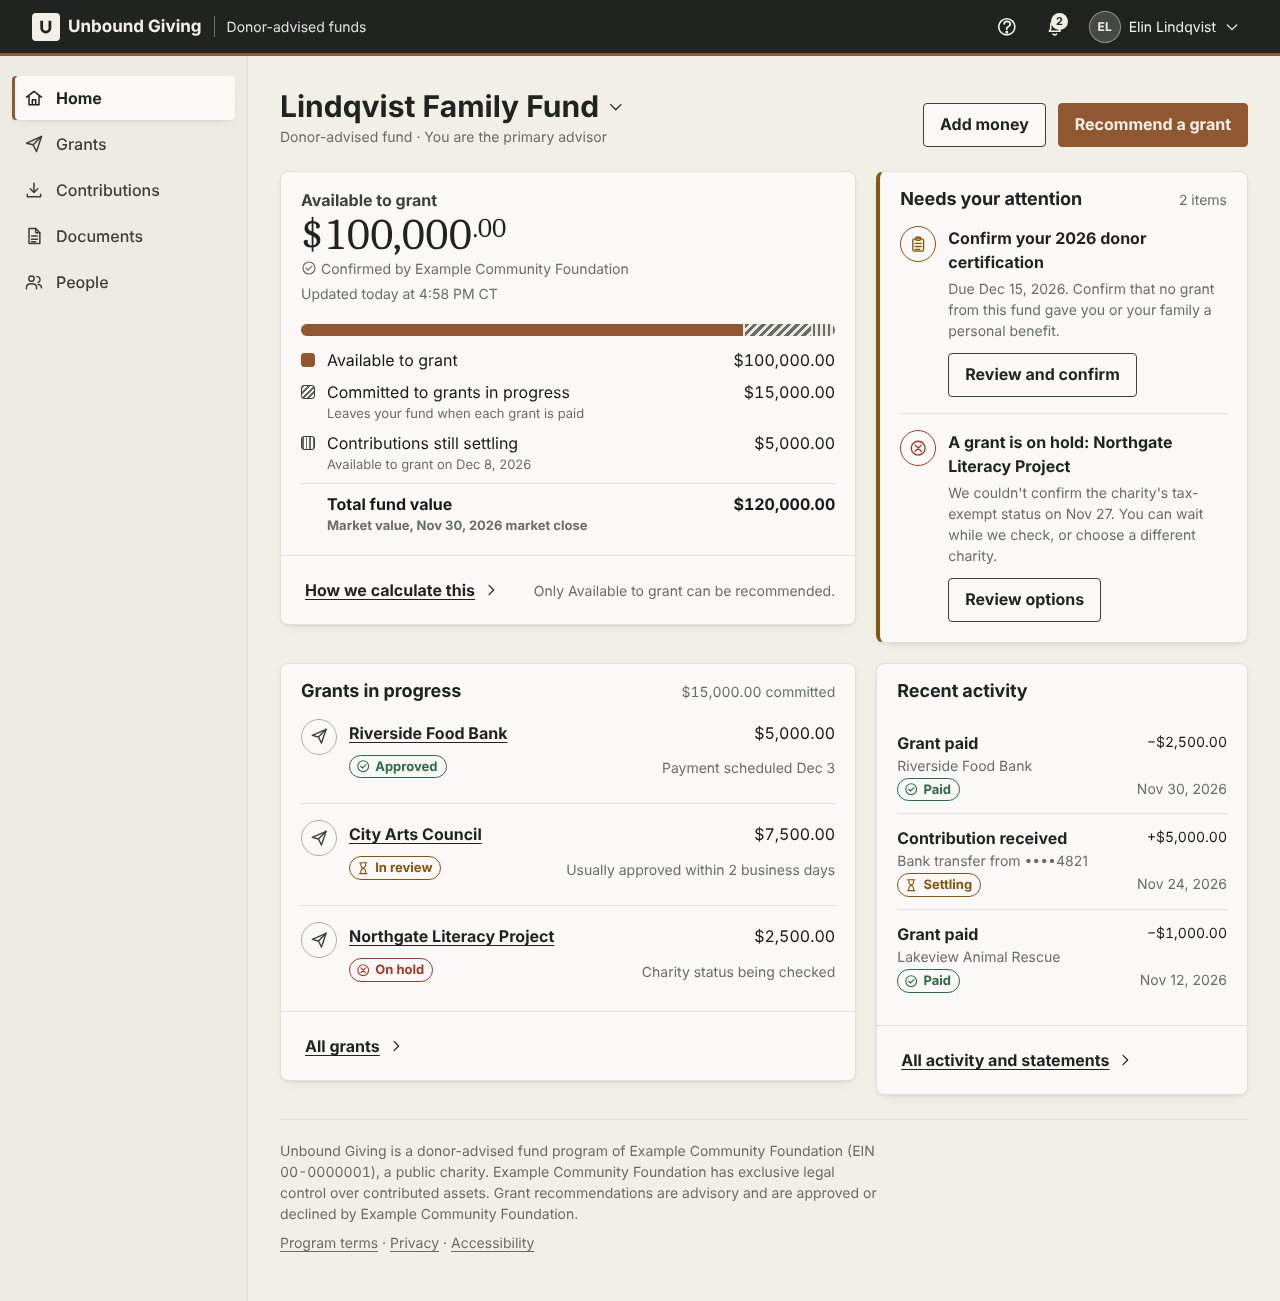 U Unbound Giving Donor-advised funds 2 EL Elin Lindqvist
Home
Grants
Contributions
Documents
People
Lindqvist Family Fund
Donor-advised fund · You are the primary advisor
Add money
Recommend a grant
Available to grant
$100,000.00
Confirmed by Example Community Foundation
Updated today at 4:58 PM CT
Available to grant $100,000.00
Committed to grants in progress $15,000.00
Leaves your fund when each grant is paid
Contributions still settling $5,000.00
Available to grant on Dec 8, 2026
Total fund value $120,000.00
Market value, Nov 30, 2026 market close
How we calculate this Only Available to grant can be recommended.
Needs your attention 2 items
Confirm your 2026 donor
certification
Due Dec 15, 2026. Confirm that no grant
from this fund gave you or your family a
personal benefit.
Review and confirm
A grant is on hold: Northgate
Literacy Project
We couldn't confirm the charity's tax-
exempt status on Nov 27. You can wait
while we check, or choose a different
charity.
Review options
Grants in progress $15,000.00 committed
Riverside Food Bank $5,000.00
Approved Payment scheduled Dec 3
City Arts Council $7,500.00
In review Usually approved within 2 business days
Northgate Literacy Project $2,500.00
On hold Charity status being checked
All grants
Recent activity
Grant paid −$2,500.00
Riverside Food Bank
Paid Nov 30, 2026
Contribution received +$5,000.00
Bank transfer from ••••4821
Settling Nov 24, 2026
Grant paid −$1,000.00
Lakeview Animal Rescue
Paid Nov 12, 2026
All activity and statements
Unbound Giving is a donor-advised fund program of Example Community Foundation (EIN
00-0000001), a public charity. Example Community Foundation has exclusive legal
control over contributed assets. Grant recommendations are advisory and are approved or
declined by Example Community Foundation.
Program terms · Privacy · Accessibility